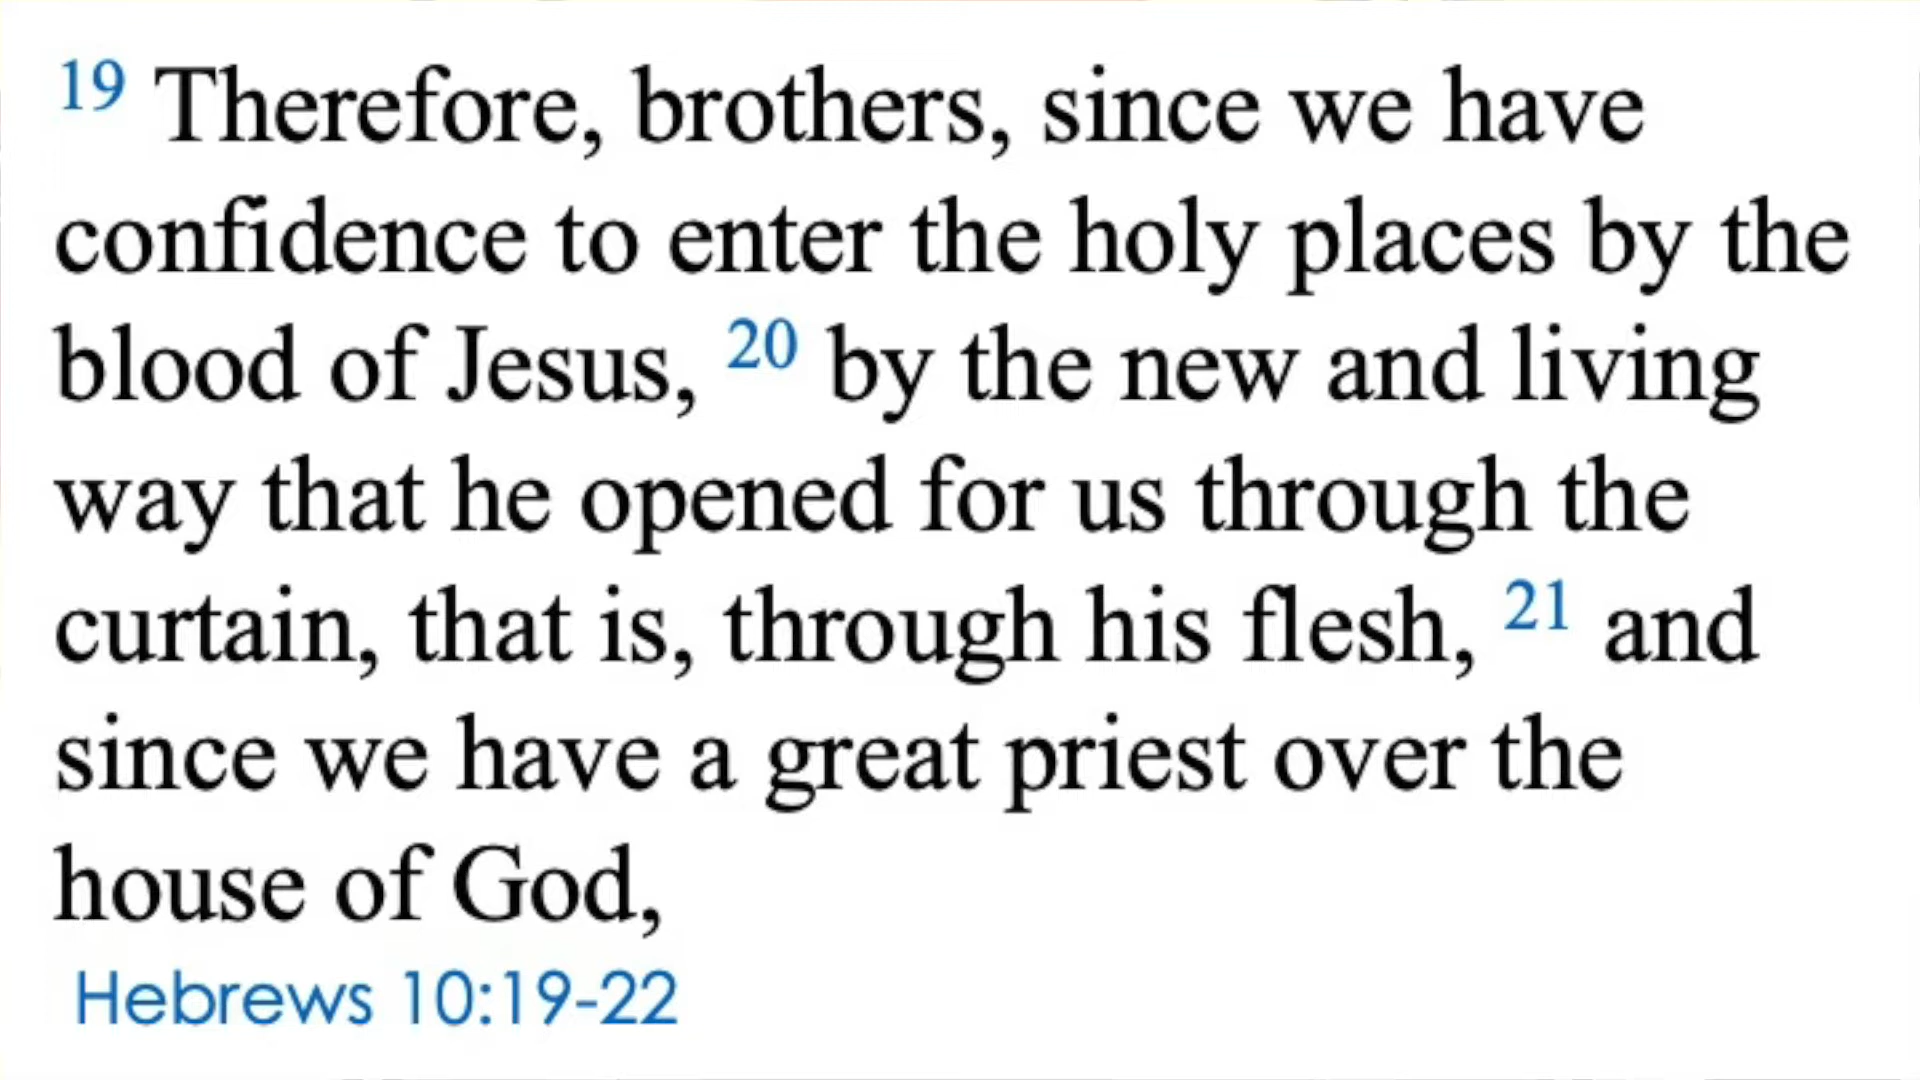 19 Therefore, brothers, since we have
confidence to enter the holy places by the
blood of Jesus, 20 by the new and living
way that he opened for us through the
curtain, that is, through his flesh, 21 and
since we have a great priest over the
house of God,
Hebrews 10:19-22